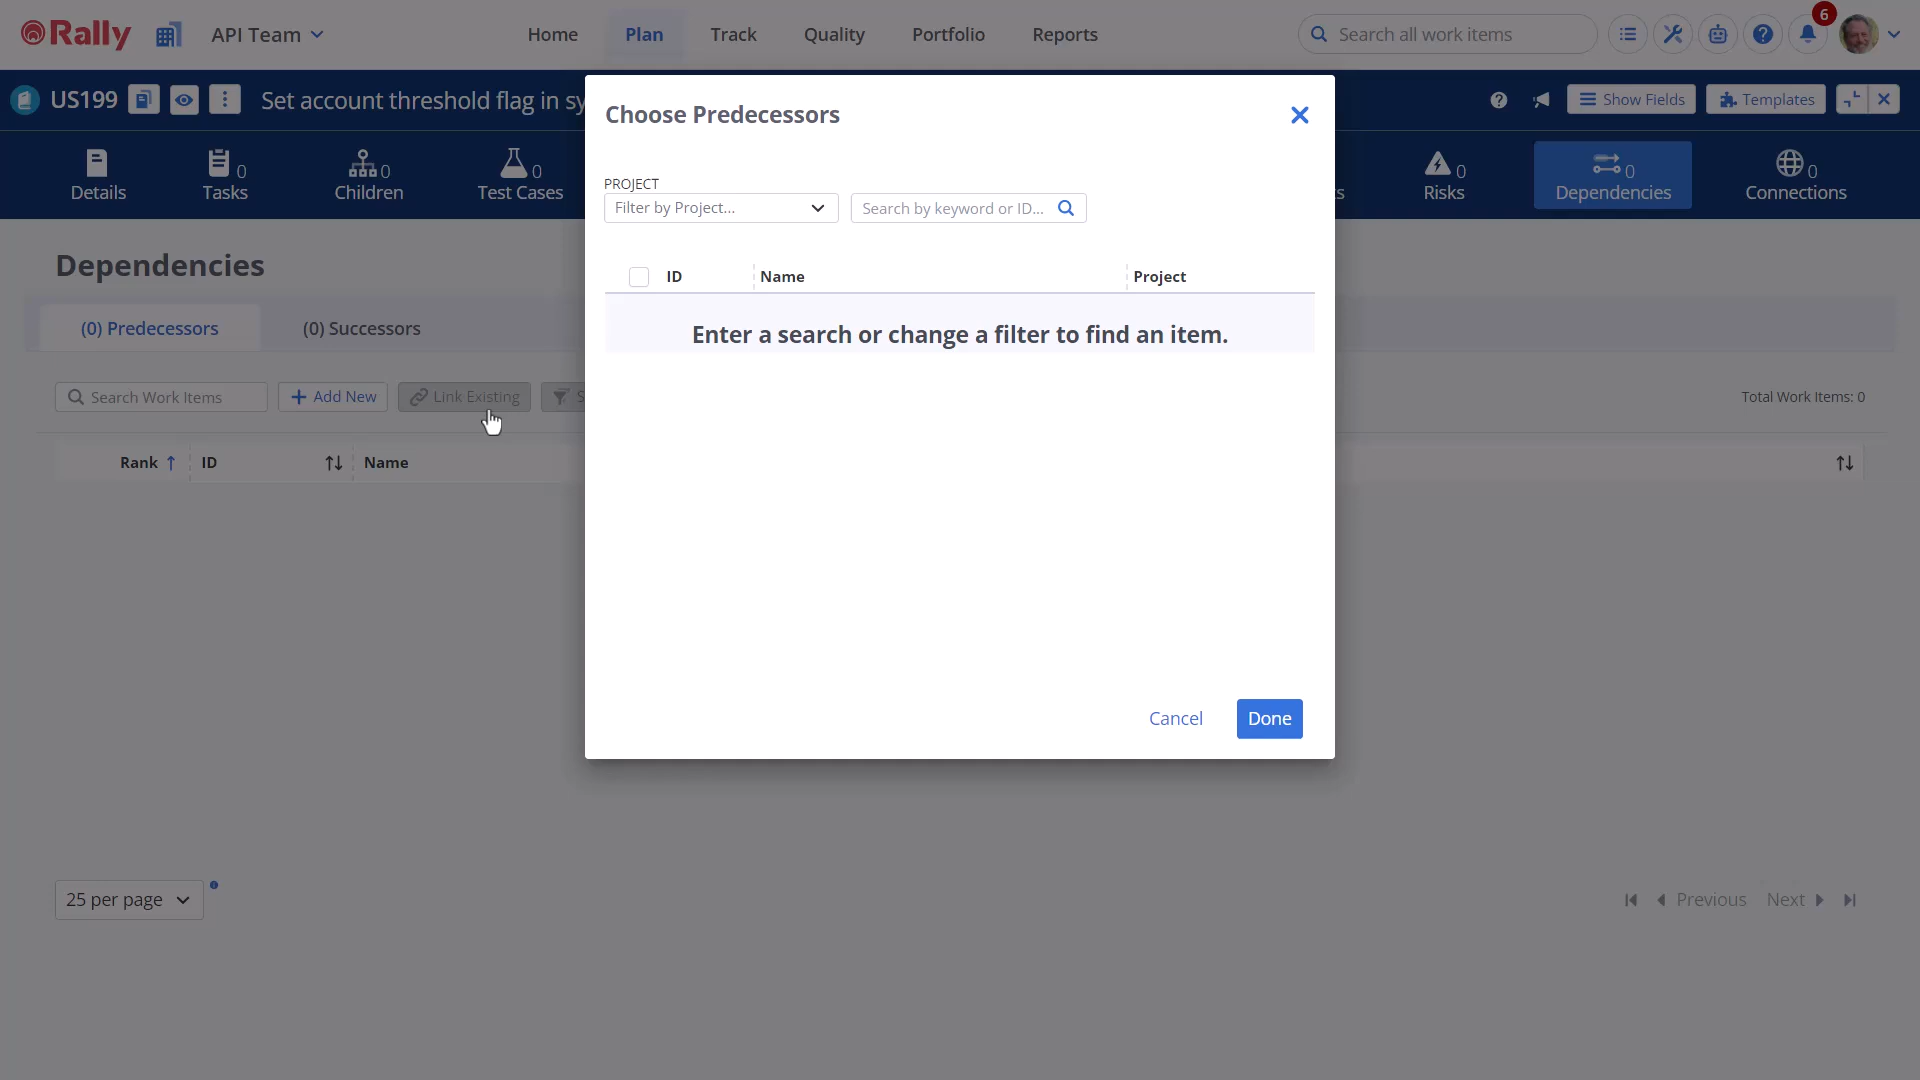 Rally
API Team
Home
Plan
Track
Quality
Portfolio
Reports
Search all work items
6
US199
Set account threshold flag in sy
Show Fields
Templates
Details
Tasks 0
Children 0
Test Cases 0
s
Risks 0
Dependencies 0
Connections 0
Dependencies
(0) Predecessors
(0) Successors
Search Work Items
Add New
Link Existing
S
Total Work Items: 0
Rank
ID
Name
25 per page
Previous
Next
Choose Predecessors
PROJECT
Filter by Project...
Search by keyword or ID...
ID
Name
Project
Enter a search or change a filter to find an item.
Cancel
Done